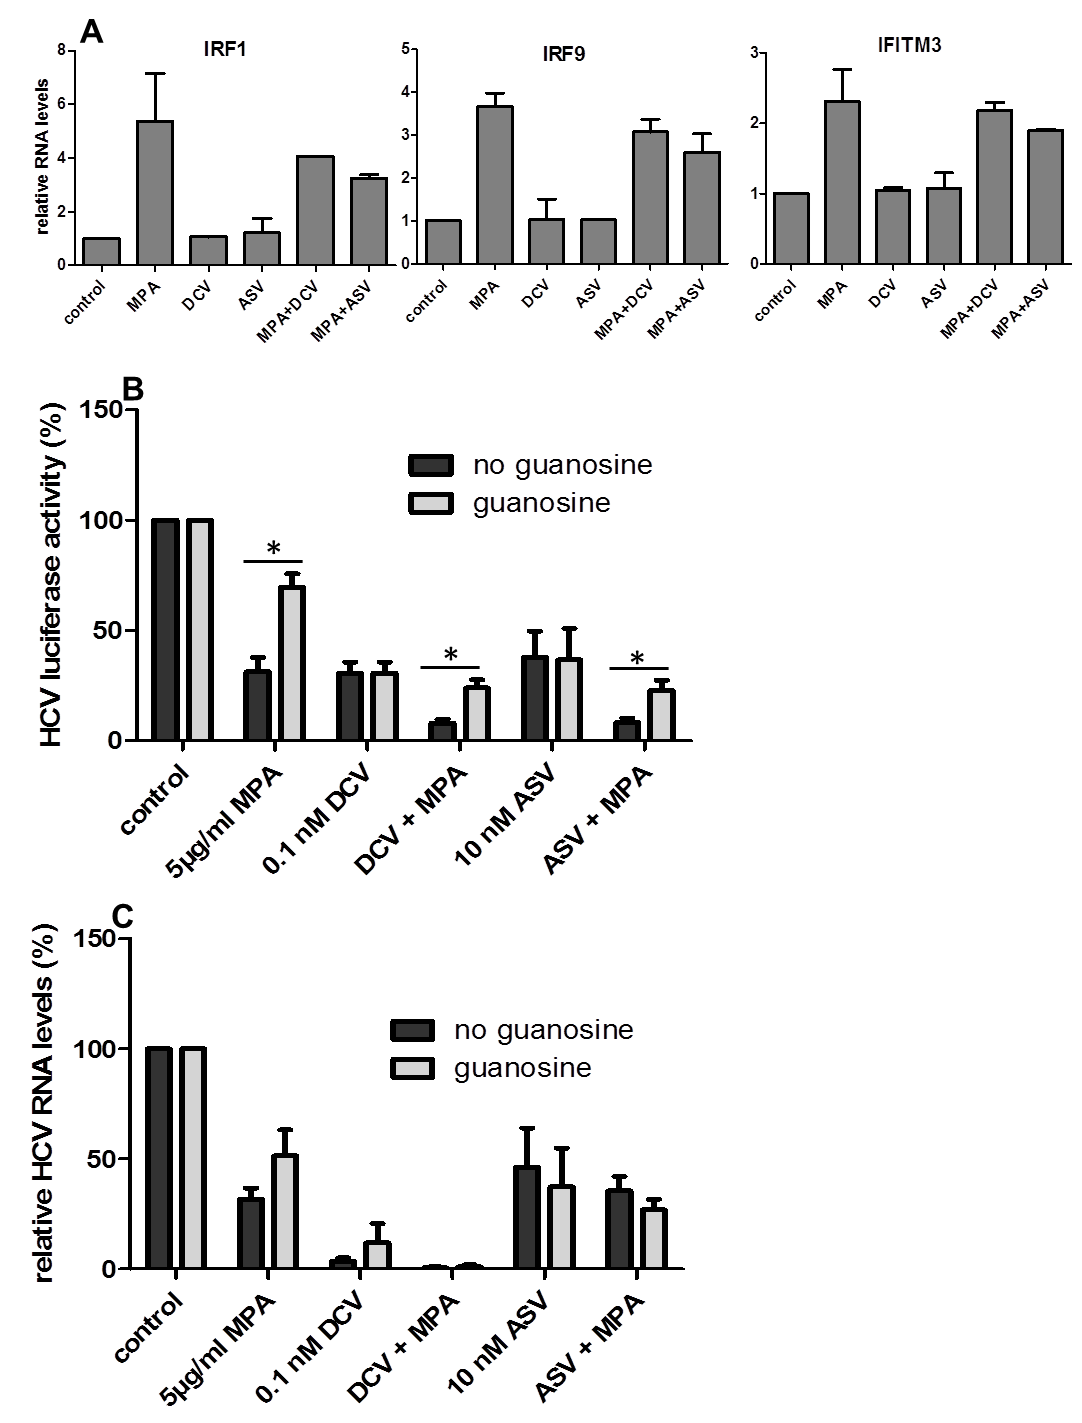 A
IRF1
relative RNA levels
8
6
4
2
0
control
MPA
DCV
ASV
MPA+DCV
MPA+ASV
IRF9
5
4
3
2
1
0
control
MPA
DCV
ASV
MPA+DCV
MPA+ASV
IFITM3
3
2
1
0
control
MPA
DCV
ASV
MPA+DCV
MPA+ASV
B
HCV luciferase activity (%)
150
100
50
0
no guanosine
guanosine
*
*
*
control
5µg/ml MPA
0.1 nM DCV
DCV + MPA
10 nM ASV
ASV + MPA
C
relative HCV RNA levels (%)
150
100
50
0
no guanosine
guanosine
control
5µg/ml MPA
0.1 nM DCV
DCV + MPA
10 nM ASV
ASV + MPA